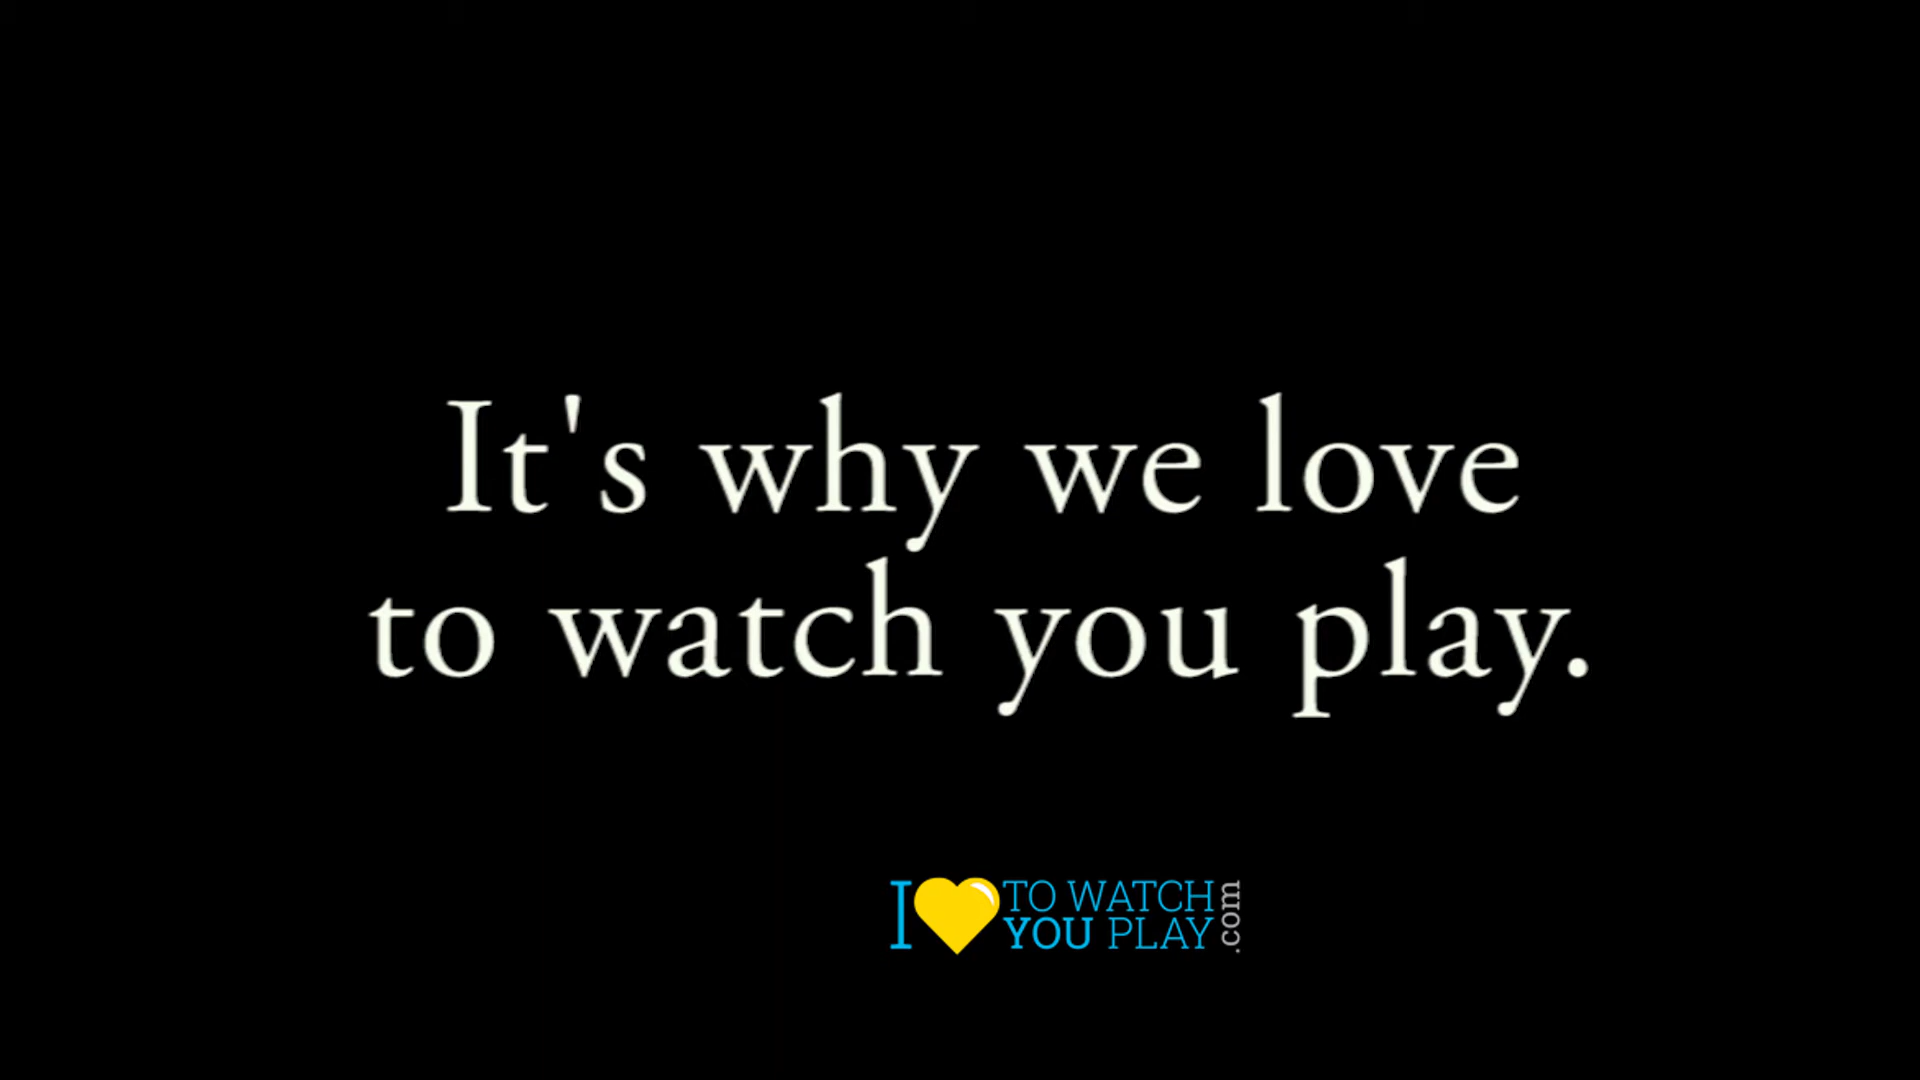 It's why we love
to watch you play.
I TO WATCH
YOU PLAY
.com